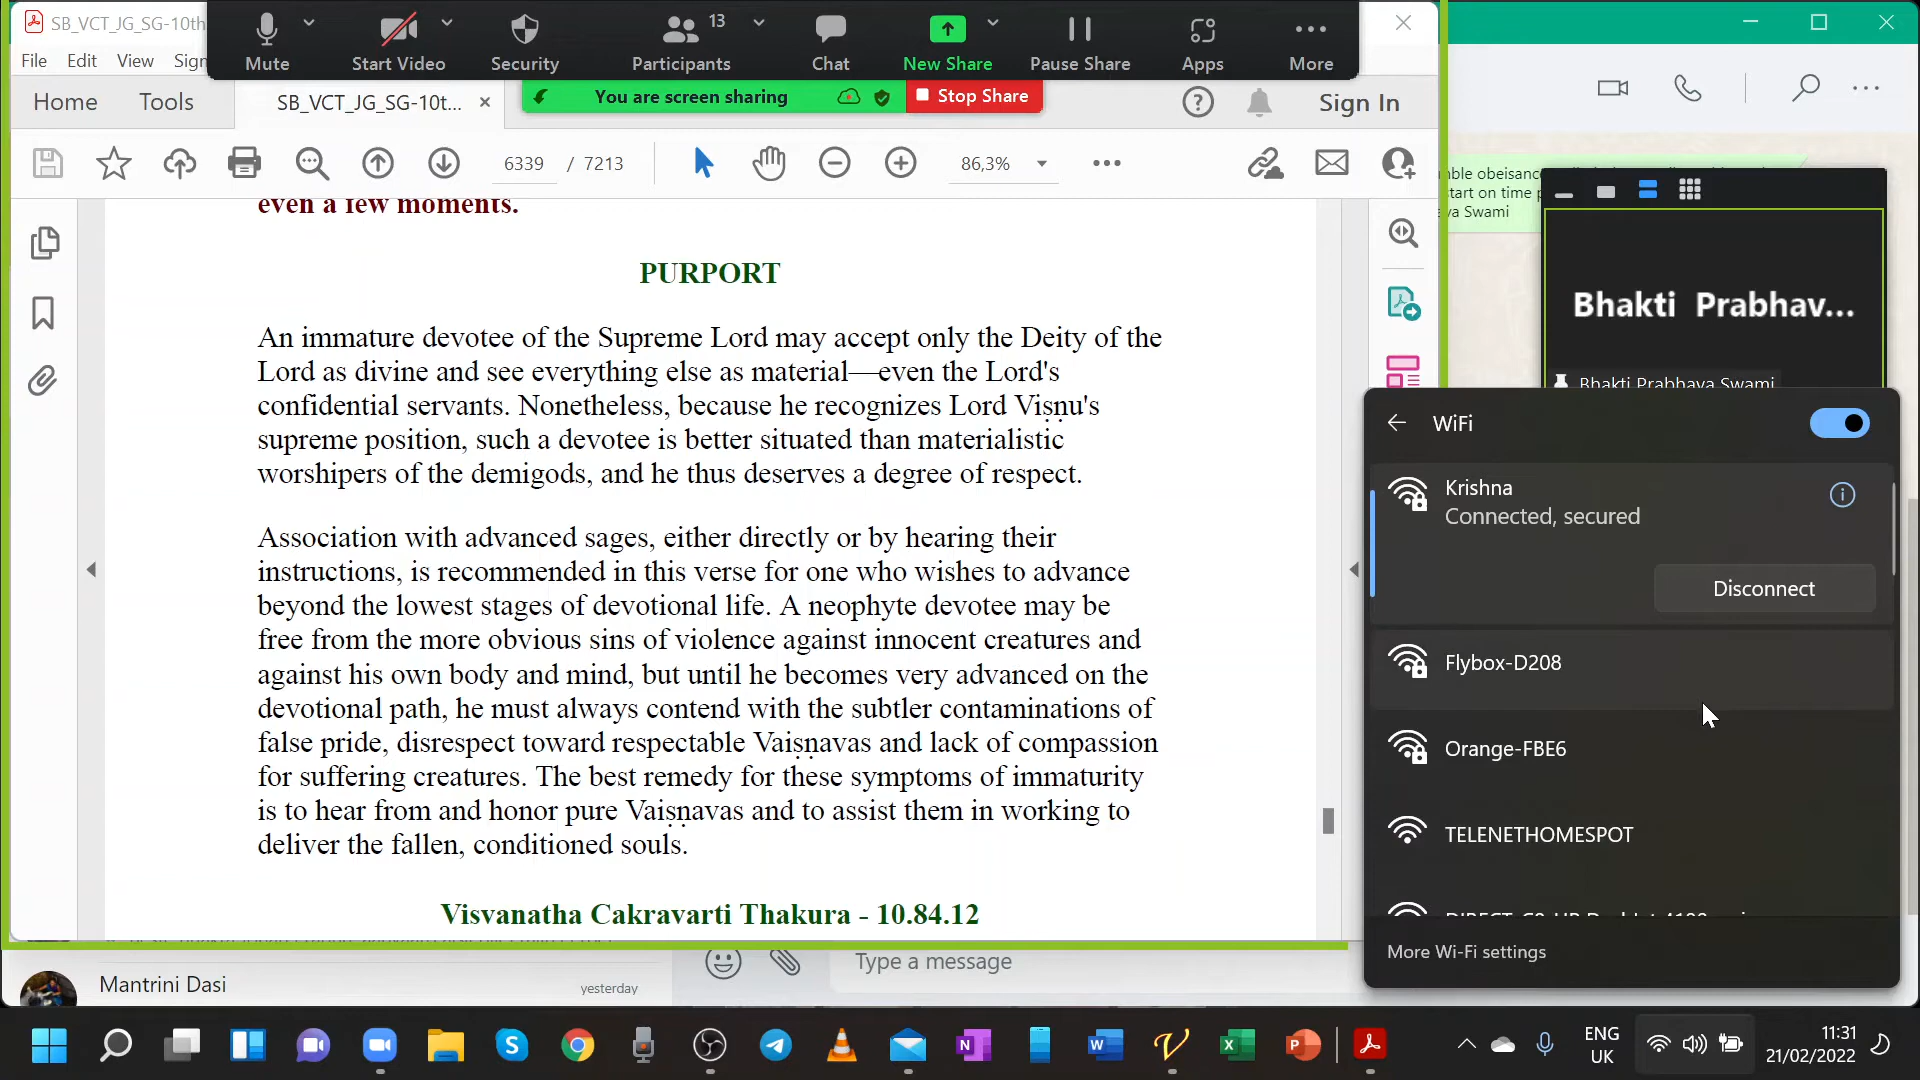 SB_VCT_JG_SG-10th
Mute
Start Video
Security
13
Participants
Chat
New Share
Pause Share
Apps
More
File Edit View Sign
Home Tools SB_VCT_JG_SG-10t...
You are screen sharing
Stop Share
Sign In
6339 / 7213
86,3%
even a few moments.
PURPORT
An immature devotee of the Supreme Lord may accept only the Deity of the
Lord as divine and see everything else as material—even the Lord's
confidential servants. Nonetheless, because he recognizes Lord Viṣṇu's
supreme position, such a devotee is better situated than materialistic
worshipers of the demigods, and he thus deserves a degree of respect.
Association with advanced sages, either directly or by hearing their
instructions, is recommended in this verse for one who wishes to advance
beyond the lowest stages of devotional life. A neophyte devotee may be
free from the more obvious sins of violence against innocent creatures and
against his own body and mind, but until he becomes very advanced on the
devotional path, he must always contend with the subtler contaminations of
false pride, disrespect toward respectable Vaiṣṇavas and lack of compassion
for suffering creatures. The best remedy for these symptoms of immaturity
is to hear from and honor pure Vaiṣṇavas and to assist them in working to
deliver the fallen, conditioned souls.
Visvanatha Cakravarti Thakura - 10.84.12
start on time
Swami
Bhakti Prabhav...
Bhakti Prabhava Swami
WiFi
Krishna
Connected, secured
Disconnect
Flybox-D208
Orange-FBE6
TELENETHOMESPOT
More Wi-Fi settings
Mantrini Dasi
yesterday
Type a message
ENG
UK
11:31
21/02/2022